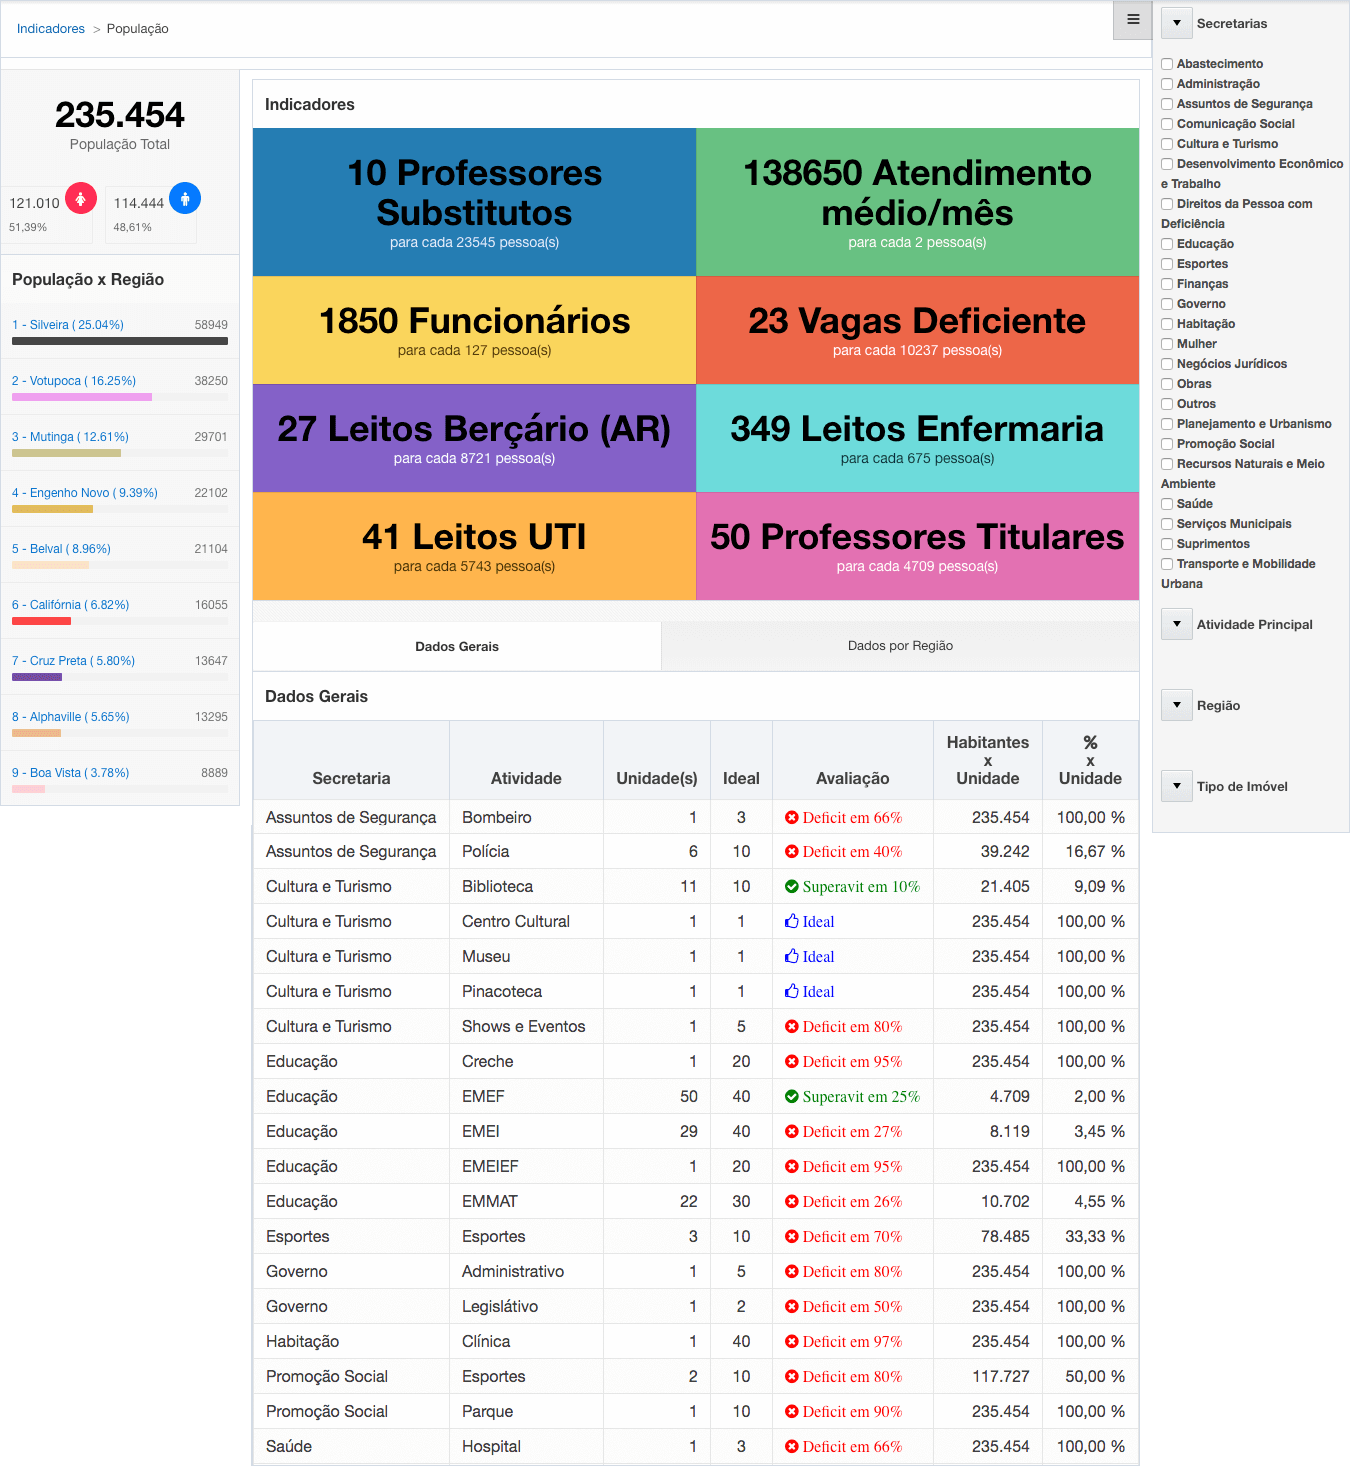 Indicadores > População
235.454
População Total
121.010
51,39%
114.444
48,61%
População x Região
1 - Silveira ( 25.04%) 58949
2 - Votupoca ( 16.25%) 38250
3 - Mutinga ( 12.61%) 29701
4 - Engenho Novo ( 9.39%) 22102
5 - Belval ( 8.96%) 21104
6 - Califórnia ( 6.82%) 16055
7 - Cruz Preta ( 5.80%) 13647
8 - Alphaville ( 5.65%) 13295
9 - Boa Vista ( 3.78%) 8889
Indicadores
10 Professores
Substitutos
para cada 23545 pessoa(s)
138650 Atendimento
médio/mês
para cada 2 pessoa(s)
1850 Funcionários
para cada 127 pessoa(s)
23 Vagas Deficiente
para cada 10237 pessoa(s)
27 Leitos Berçário (AR)
para cada 8721 pessoa(s)
349 Leitos Enfermaria
para cada 675 pessoa(s)
41 Leitos UTI
para cada 5743 pessoa(s)
50 Professores Titulares
para cada 4709 pessoa(s)
Dados Gerais
Dados por Região
Dados Gerais
Secretaria Atividade Unidade(s) Ideal Avaliação Habitantes x Unidade % x Unidade
Assuntos de Segurança Bombeiro 1 3 Deficit em 66% 235.454 100,00 %
Assuntos de Segurança Polícia 6 10 Deficit em 40% 39.242 16,67 %
Cultura e Turismo Biblioteca 11 10 Superavit em 10% 21.405 9,09 %
Cultura e Turismo Centro Cultural 1 1 Ideal 235.454 100,00 %
Cultura e Turismo Museu 1 1 Ideal 235.454 100,00 %
Cultura e Turismo Pinacoteca 1 1 Ideal 235.454 100,00 %
Cultura e Turismo Shows e Eventos 1 5 Deficit em 80% 235.454 100,00 %
Educação Creche 1 20 Deficit em 95% 235.454 100,00 %
Educação EMEF 50 40 Superavit em 25% 4.709 2,00 %
Educação EMEI 29 40 Deficit em 27% 8.119 3,45 %
Educação EMEIEF 1 20 Deficit em 95% 235.454 100,00 %
Educação EMMAT 22 30 Deficit em 26% 10.702 4,55 %
Esportes Esportes 3 10 Deficit em 70% 78.485 33,33 %
Governo Administrativo 1 5 Deficit em 80% 235.454 100,00 %
Governo Legislátivo 1 2 Deficit em 50% 235.454 100,00 %
Habitação Clínica 1 40 Deficit em 97% 235.454 100,00 %
Promoção Social Esportes 2 10 Deficit em 80% 117.727 50,00 %
Promoção Social Parque 1 10 Deficit em 90% 235.454 100,00 %
Saúde Hospital 1 3 Deficit em 66% 235.454 100,00 %
Secretarias
Abastecimento
Administração
Assuntos de Segurança
Comunicação Social
Cultura e Turismo
Desenvolvimento Econômico
e Trabalho
Direitos da Pessoa com
Deficiência
Educação
Esportes
Finanças
Governo
Habitação
Mulher
Negócios Jurídicos
Obras
Outros
Planejamento e Urbanismo
Promoção Social
Recursos Naturais e Meio
Ambiente
Saúde
Serviços Municipais
Suprimentos
Transporte e Mobilidade
Urbana
Atividade Principal
Região
Tipo de Imóvel